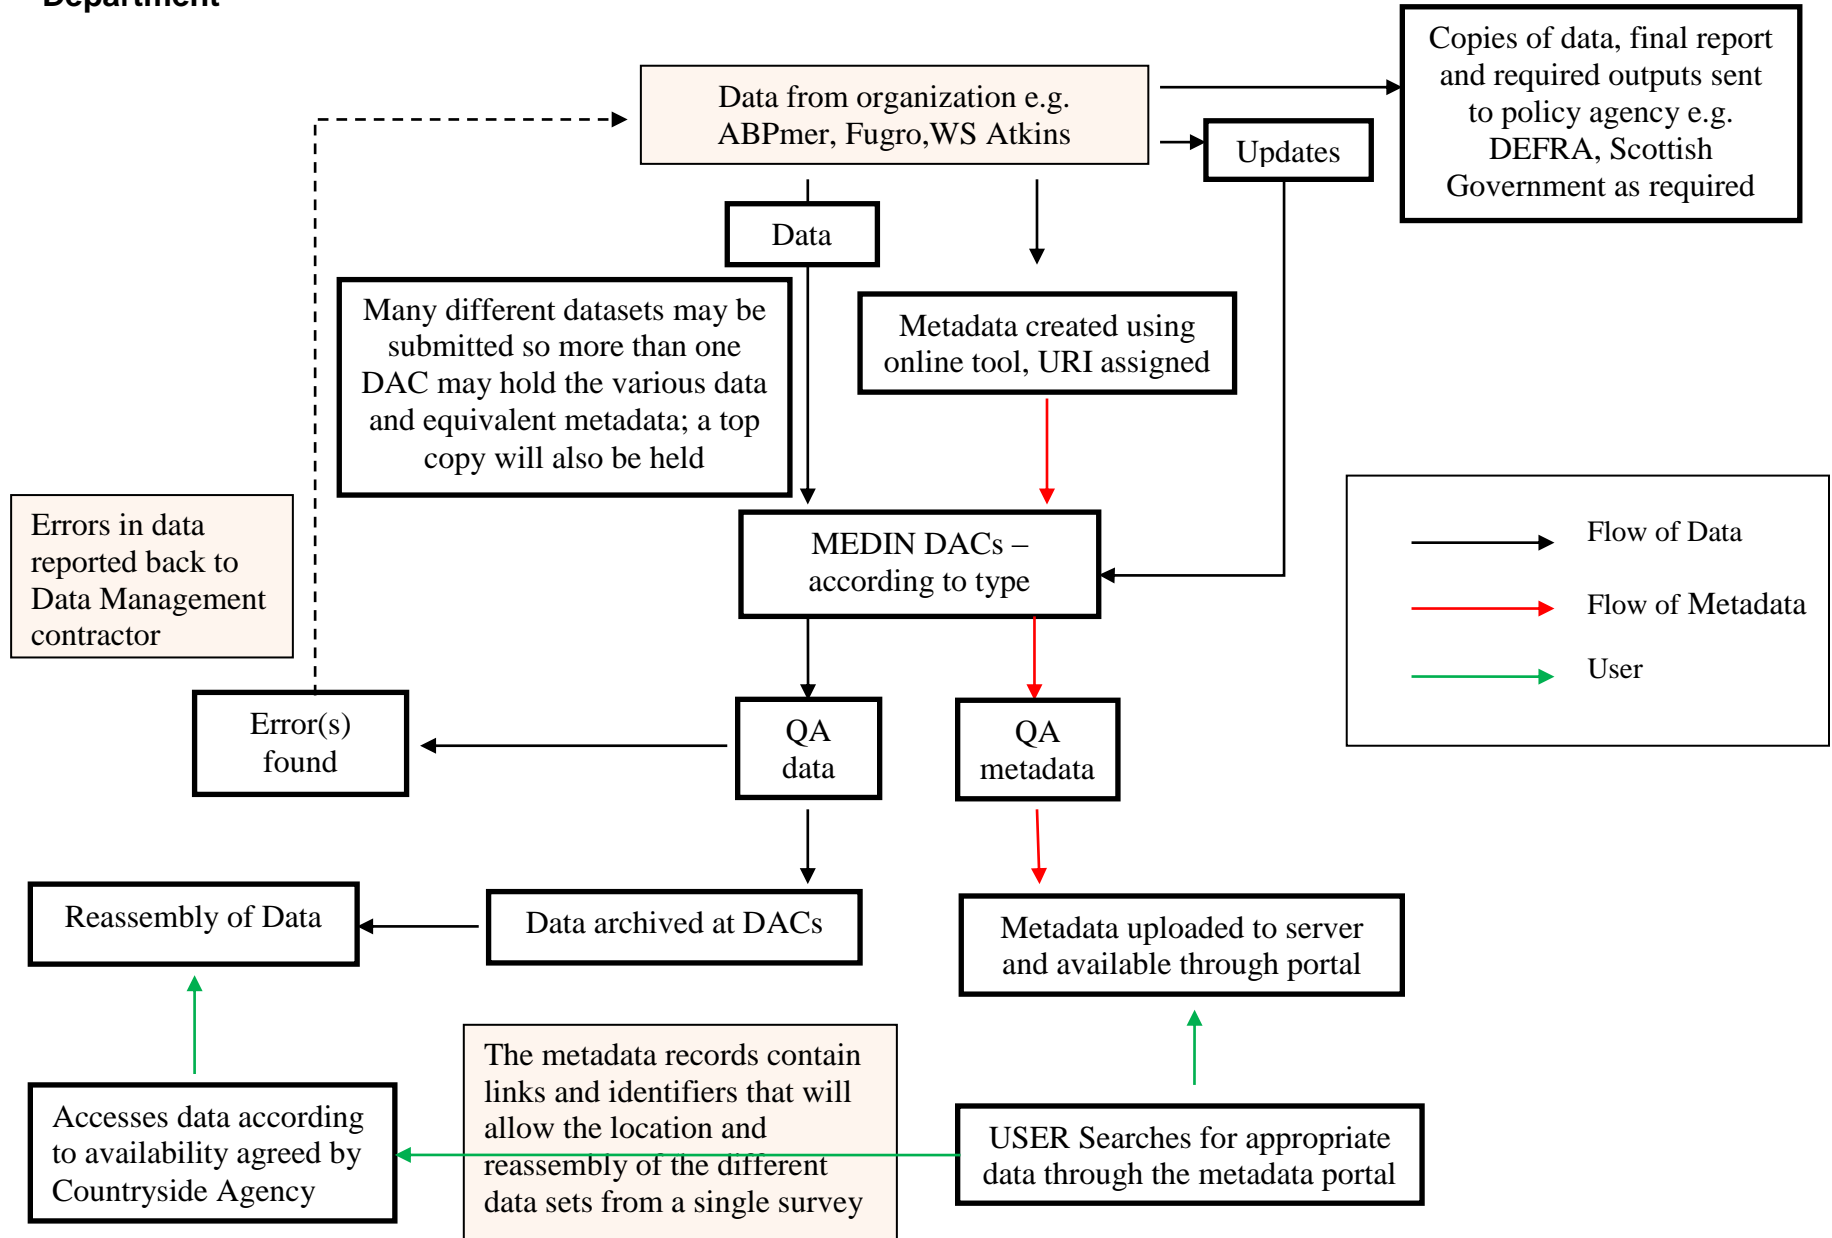 Department
Data from organization e.g.
ABPmer, Fugro,WS Atkins
Copies of data, final report
and required outputs sent
to policy agency e.g.
DEFRA, Scottish
Government as required
Updates
Data
Many different datasets may be
submitted so more than one
DAC may hold the various data
and equivalent metadata; a top
copy will also be held
Metadata created using
online tool, URI assigned
Errors in data
reported back to
Data Management
contractor
MEDIN DACs –
according to type
Flow of Data
Flow of Metadata
User
Error(s)
found
QA
data
QA
metadata
Reassembly of Data
Data archived at DACs
Metadata uploaded to server
and available through portal
Accesses data according
to availability agreed by
Countryside Agency
The metadata records contain
links and identifiers that will
allow the location and
reassembly of the different
data sets from a single survey
USER Searches for appropriate
data through the metadata portal